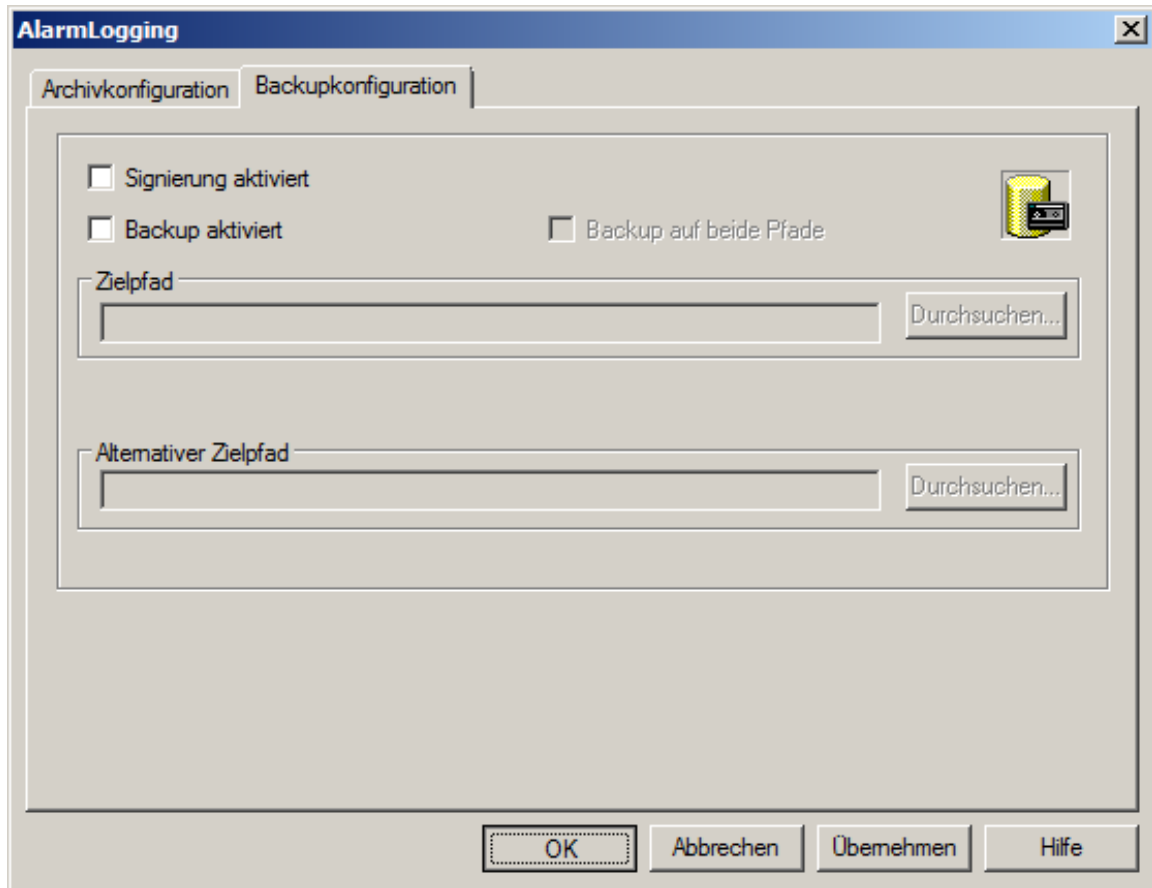 AlarmLogging
Archivkonfiguration Backupkonfiguration
Signierung aktiviert
Backup aktiviert Backup auf beide Pfade
Zielpfad
Durchsuchen...
Alternativer Zielpfad
Durchsuchen...
OK Abbrechen Übernehmen Hilfe